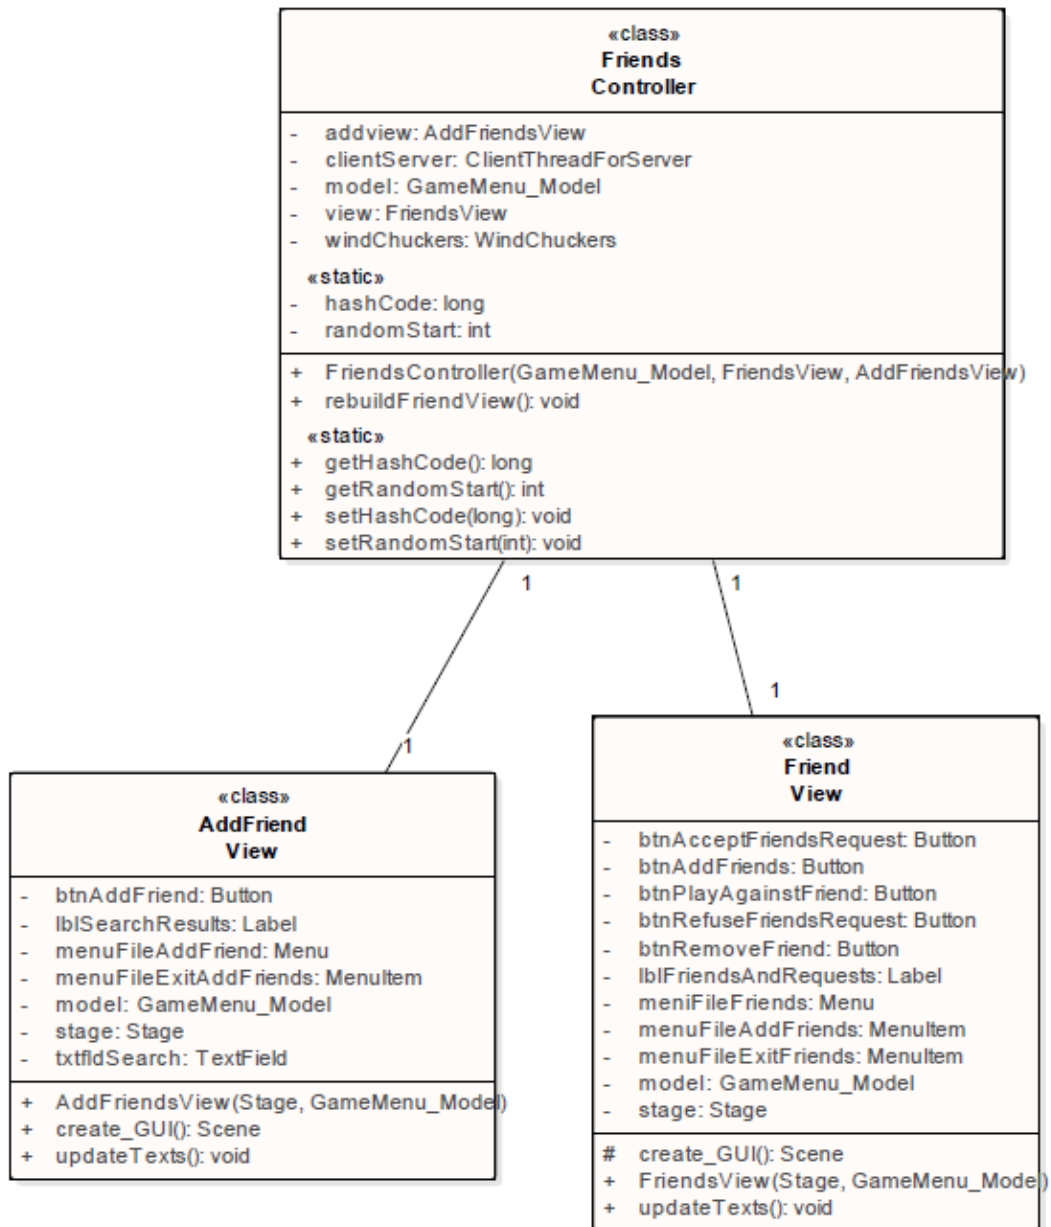 «class»
Friends
Controller
- addview: AddFriendsView
- clientServer: ClientThreadForServer
- model: GameMenu_Model
- view: FriendsView
- windChuckers: WindChuckers
«static»
- hashCode: long
- randomStart: int
+ FriendsController(GameMenu_Model, FriendsView, AddFriendsView)
+ rebuildFriendView(): void
«static»
+ getHashCode(): long
+ getRandomStart(): int
+ setHashCode(long): void
+ setRandomStart(int): void
1
1
1
1
«class»
AddFriend
View
- btnAddFriend: Button
- lblSearchResults: Label
- menuFileAddFriend: Menu
- menuFileExitAddFriends: MenuItem
- model: GameMenu_Model
- stage: Stage
- txtfldSearch: TextField
+ AddFriendsView(Stage, GameMenu_Model)
+ create_GUI(): Scene
+ updateTexts(): void
«class»
Friend
View
- btnAcceptFriendsRequest: Button
- btnAddFriends: Button
- btnPlayAgainstFriend: Button
- btnRefuseFriendsRequest: Button
- btnRemoveFriend: Button
- lblFriendsAndRequests: Label
- meniFileFriends: Menu
- menuFileAddFriends: MenuItem
- menuFileExitFriends: MenuItem
- model: GameMenu_Model
- stage: Stage
# create_GUI(): Scene
+ FriendsView(Stage, GameMenu_Model)
+ updateTexts(): void